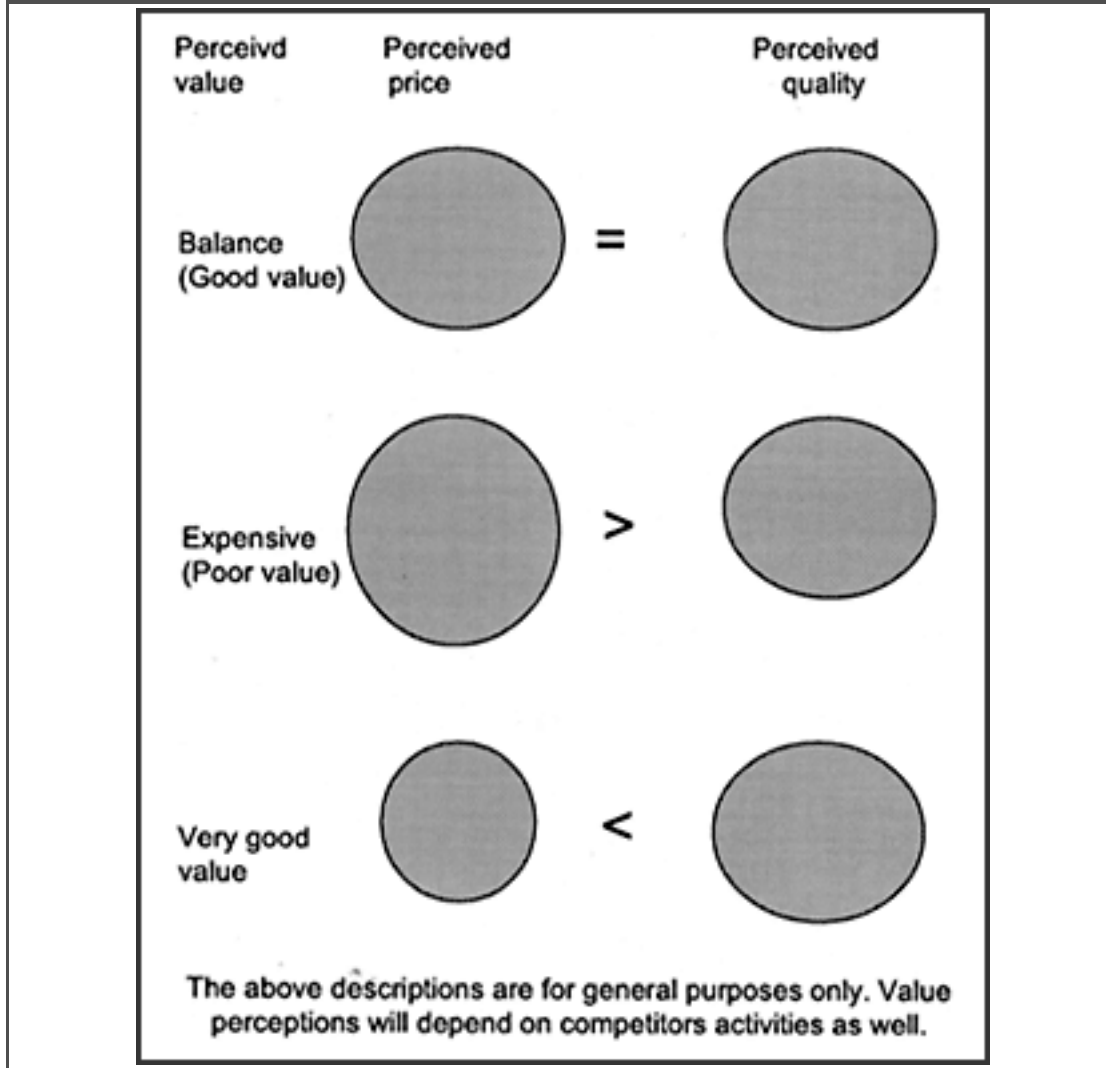 Perceivd value
Perceived price
Perceived quality
Balance
(Good value)
=
Expensive
(Poor value)
>
Very good
value
<
The above descriptions are for general purposes only. Value
perceptions will depend on competitors activities as well.